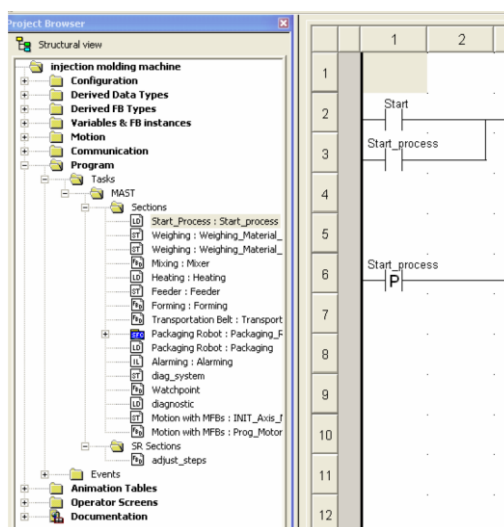 Project Browser
Structural view
injection molding machine
Configuration
Derived Data Types
Derived FB Types
Variables & FB instances
Motion
Communication
Program
Tasks
MAST
Sections
LD Start_Process : Start_process
ST Weighing : Weighing_Material_
ST Weighing : Weighing_Material_
FBD Mixing : Mixer
LD Heating : Heating
ST Feeder : Feeder
FBD Forming : Forming
FBD Transportation Belt : Transport
SFC Packaging Robot : Packaging_R
LD Packaging Robot : Packaging
IL Alarming : Alarming
ST diag_system
FBD Watchpoint
LD diagnostic
ST Motion with MFBs : INIT_Axis_
FBD Motion with MFBs : Prog_Motor
SR Sections
FBD adjust_steps
Events
Animation Tables
Operator Screens
Documentation
1 2
1
2 Start
3 Start_process
4
5
6 Start_process P
7
8
9
10
11
12